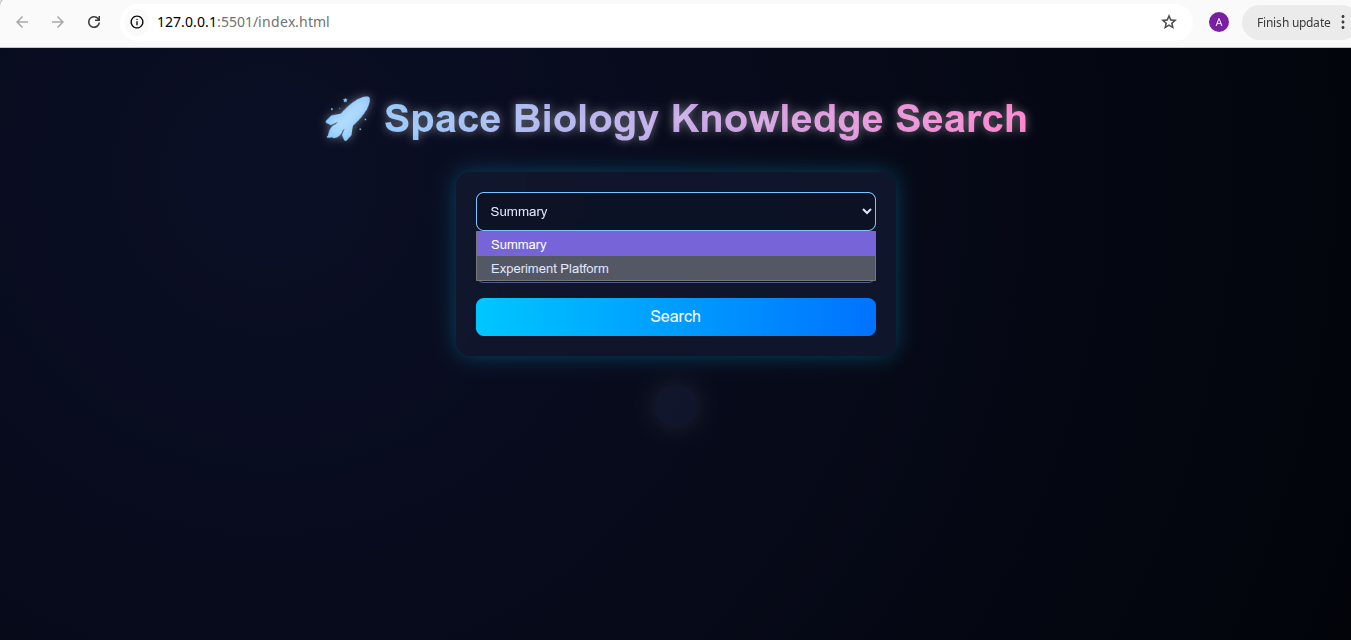 127.0.0.1:5501/index.html
A
Finish update
Space Biology Knowledge Search
Summary
Summary
Experiment Platform
Search